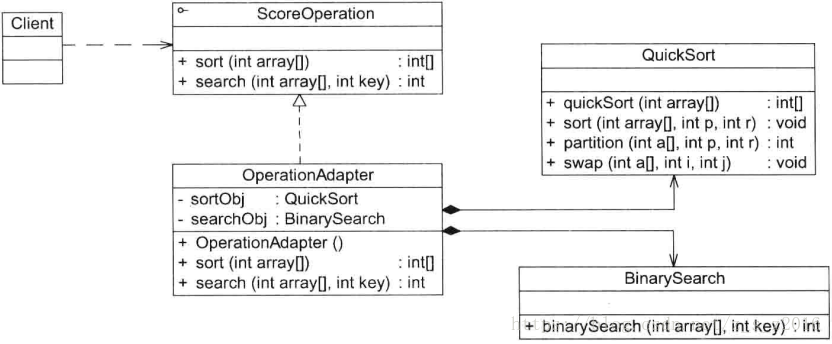 Client
ScoreOperation
+ sort (int array[]) : int[]
+ search (int array[], int key) : int
QuickSort
+ quickSort (int array[]) : int[]
+ sort (int array[], int p, int r) : void
+ partition (int a[], int p, int r) : int
+ swap (int a[], int i, int j) : void
OperationAdapter
- sortObj : QuickSort
- searchObj : BinarySearch
+ OperationAdapter ()
+ sort (int array[]) : int[]
+ search (int array[], int key) : int
BinarySearch
+ binarySearch (int array[], int key) : int